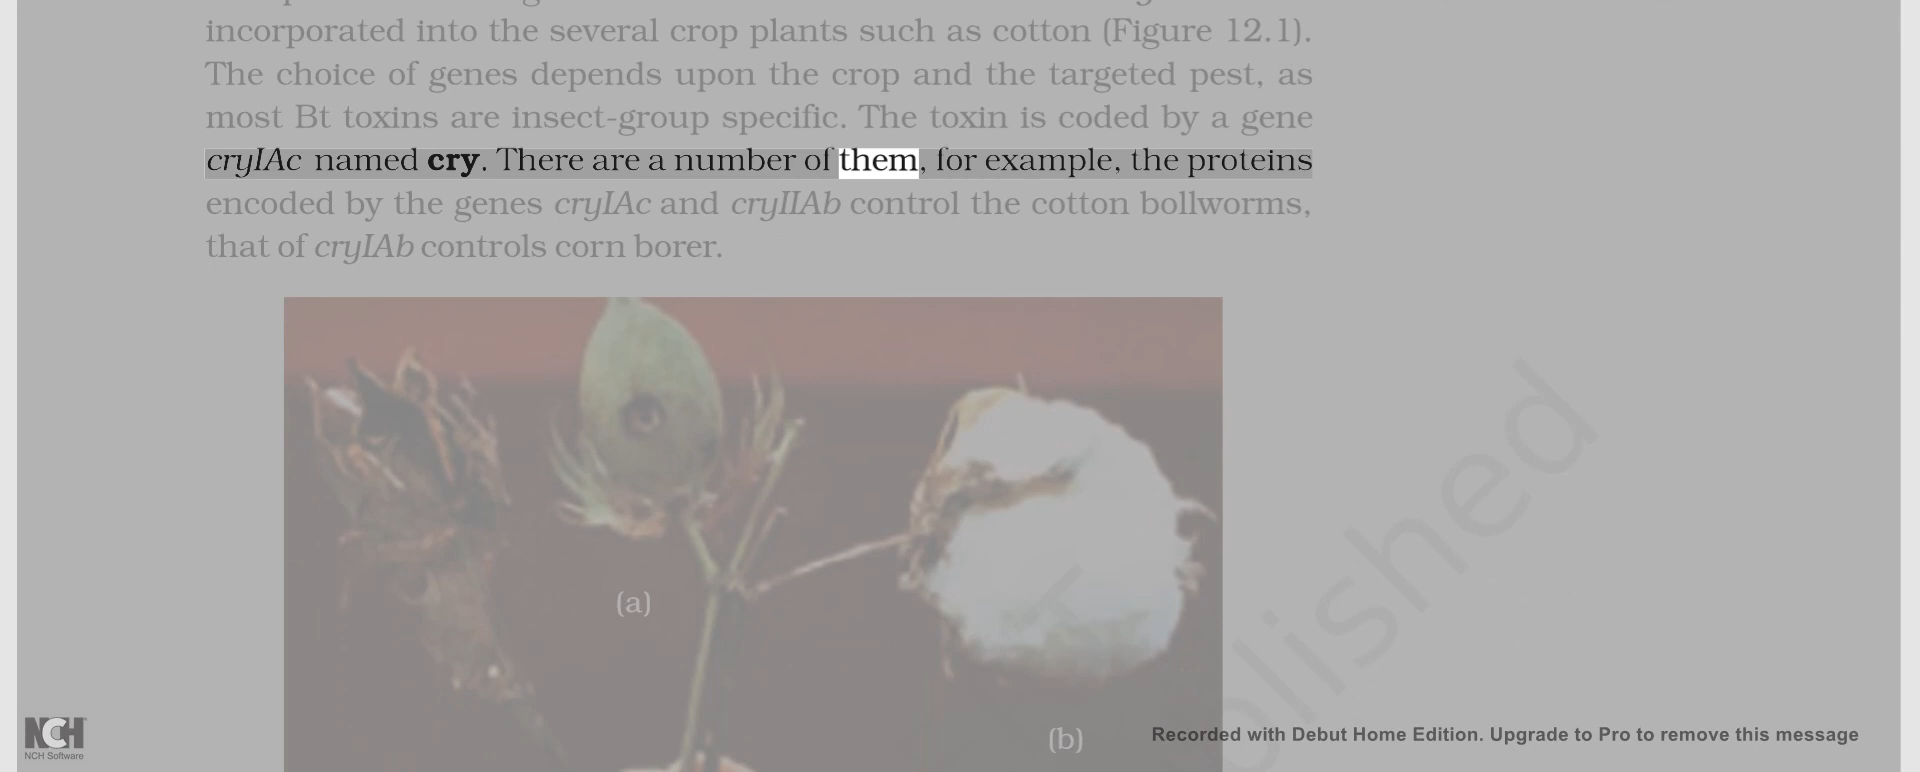 incorporated into the several crop plants such as cotton (Figure 12.1).
The choice of genes depends upon the crop and the targeted pest, as
most Bt toxins are insect-group specific. The toxin is coded by a gene
cryIAc named cry. There are a number of them, for example, the proteins
encoded by the genes cryIAc and cryIIAb control the cotton bollworms,
that of cryIAb controls corn borer.
(a)
(b)
NCH
NCH Software
Recorded with Debut Home Edition. Upgrade to Pro to remove this message